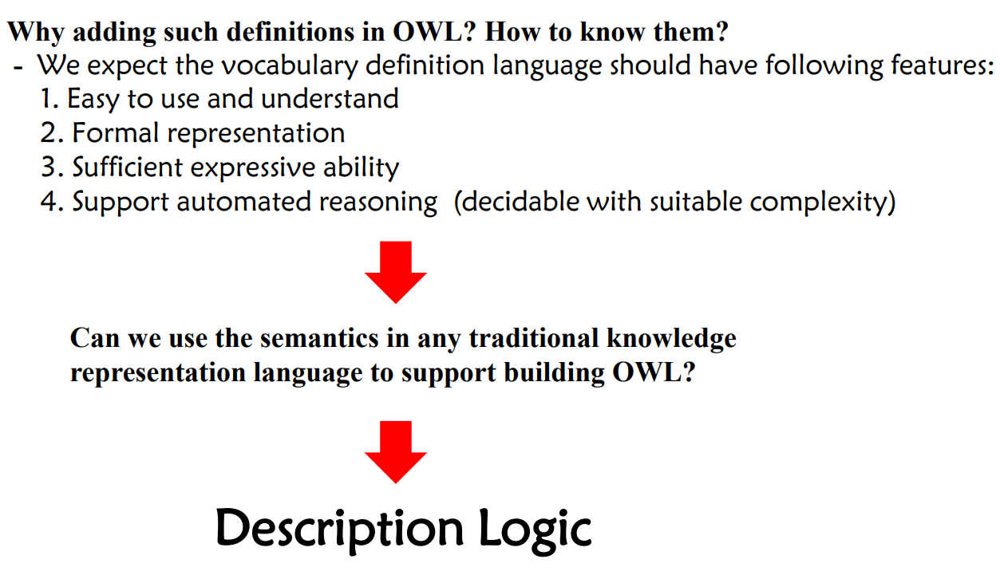 Why adding such definitions in OWL? How to know them?
- We expect the vocabulary definition language should have following features:
1. Easy to use and understand
2. Formal representation
3. Sufficient expressive ability
4. Support automated reasoning (decidable with suitable complexity)
Can we use the semantics in any traditional knowledge
representation language to support building OWL?
Description Logic